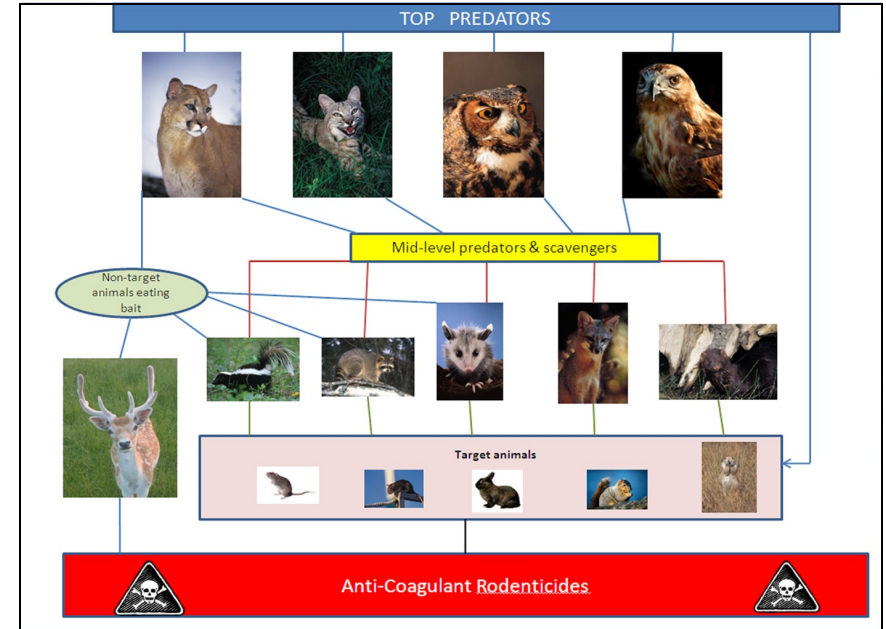 TOP PREDATORS
Mid-level predators & scavengers
Non-target
animals eating
bait
Target animals
Anti-Coagulant Rodenticides